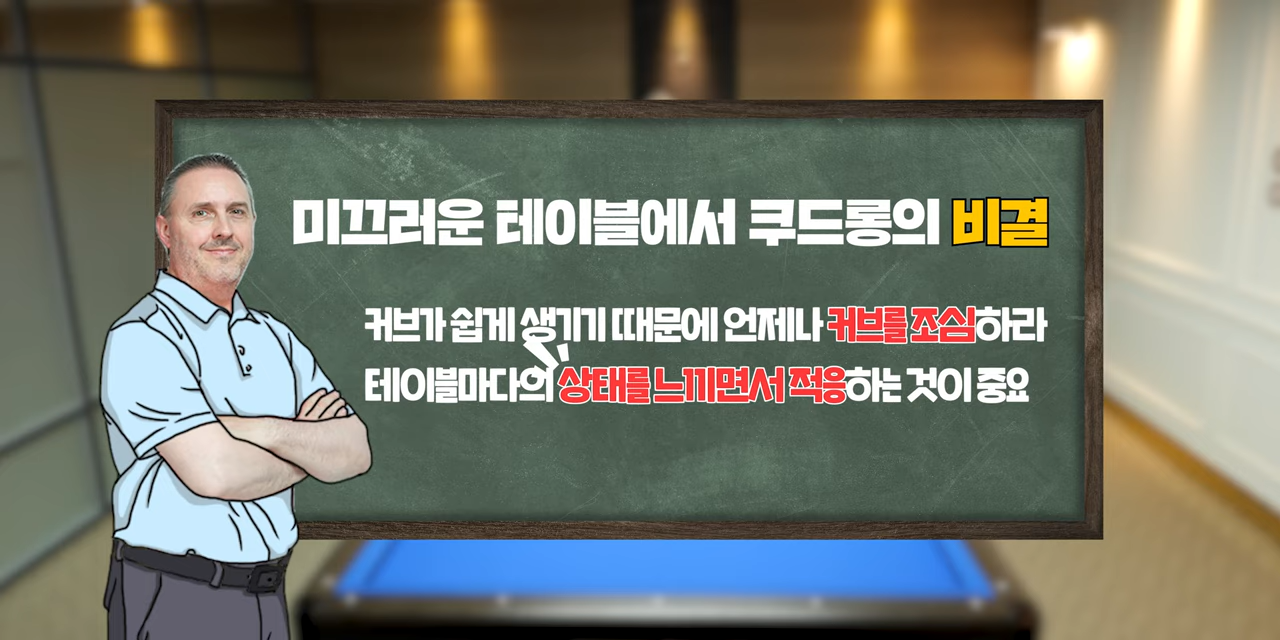 미끄러운 테이블에서 쿠드롱의 비결
커브가 쉽게 생기기 때문에 언제나 커브를 조심하라
테이블마다의 상태를 느끼면서 적응하는 것이 중요